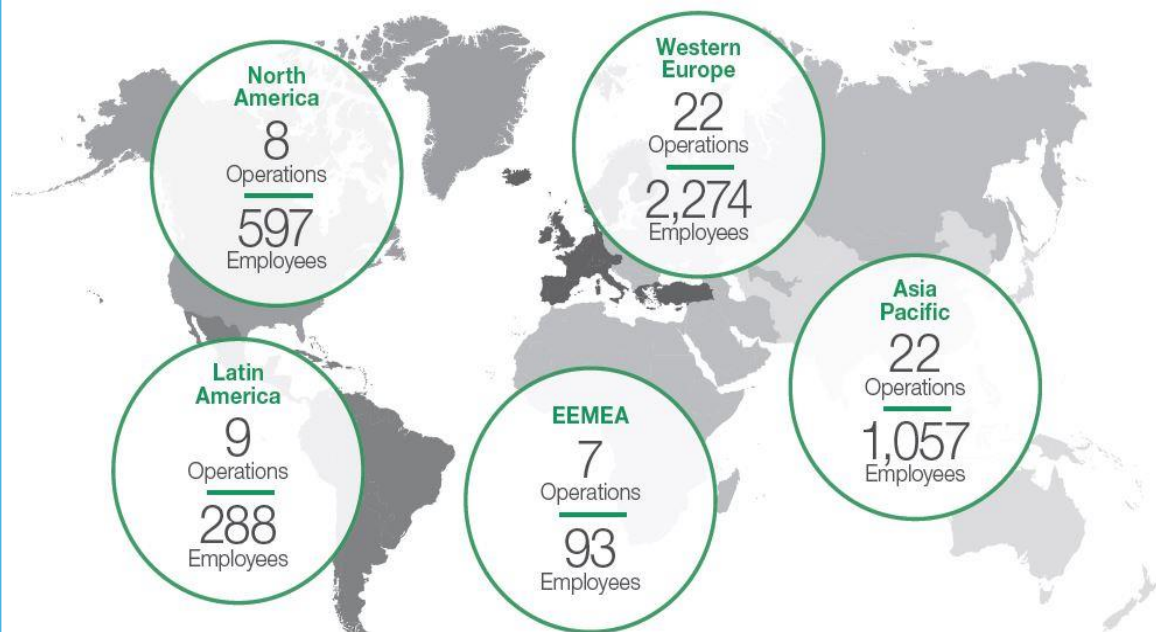 North
America
8
Operations
597
Employees
Western
Europe
22
Operations
2,274
Employees
Asia
Pacific
22
Operations
1,057
Employees
Latin
America
9
Operations
288
Employees
EEMEA
7
Operations
93
Employees